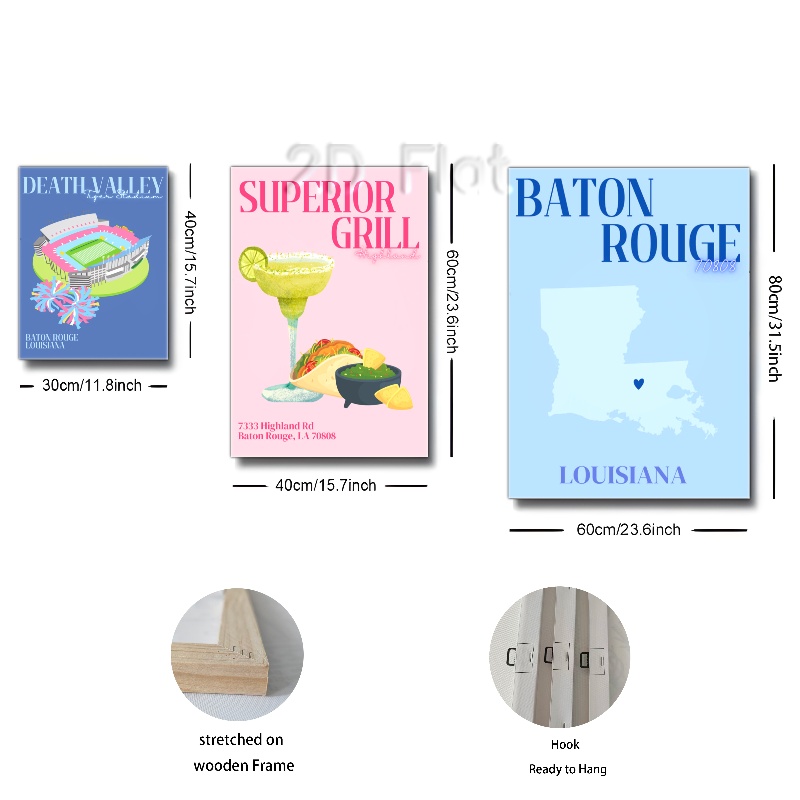 2D Flat
DEATH VALLEY
Tiger Stadium
BATON ROUGE
LOUISIANA
40cm/15.7inch
30cm/11.8inch
SUPERIOR
GRILL
Highland
7333 Highland Rd
Baton Rouge, LA 70808
60cm/23.6inch
40cm/15.7inch
BATON
ROUGE
70808
LOUISIANA
80cm/31.5inch
60cm/23.6inch
stretched on
wooden Frame
Hook
Ready to Hang